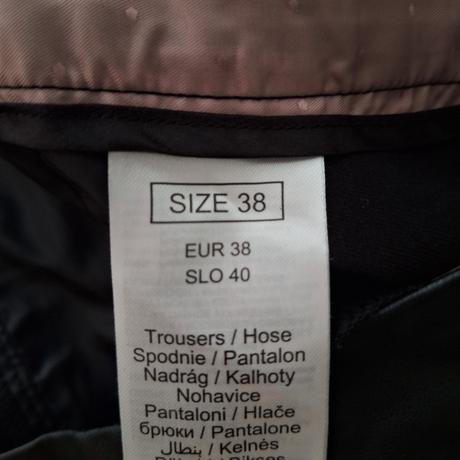 SIZE 38
EUR 38
SLO 40
Trousers / Hose
Spodnie / Pantalon
Nadrág / Kalhoty
Nohavice
Pantaloni / Hlače
брюки / Pantalone
بنطال / Kelnės